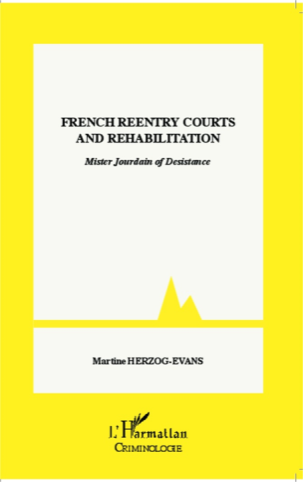 FRENCH REENTRY COURTS
AND REHABILITATION
Mister Jourdain of Desistance
Martine HERZOG-EVANS
L'Harmattan
CRIMINOLOGIE